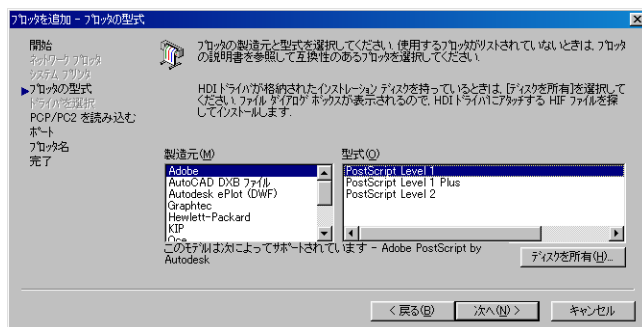 プロッタを追加 - プロッタの型式
開始
ネットワーク プロッタ
システム プリンタ
プロッタの型式
ドライバを選択
PCP/PC2 を読み込む
ポート
プロッタ名
完了
プロッタの製造元と型式を選択してください. 使用するプロッタがリストされていないときは, プロッタ
の説明書を参照して互換性のあるプロッタを選択してください.
HDI ドライバが格納されたインストレーション ディスクを持っているときは, [ディスクを所有]を選択して
ください. ファイル ダイアログ ボックスが表示されるので, HDI ドライバにアタッチする HIF ファイルを探
してインストールします.
製造元(M)
Adobe
AutoCAD DXB ファイル
Autodesk ePlot (DWF)
Graphtec
Hewlett-Packard
KIP
Oce
型式(O)
PostScript Level 1
PostScript Level 1 Plus
PostScript Level 2
このモデルは次によってサポートされています - Adobe PostScript by
Autodesk
ディスクを所有(H)...
< 戻る(B)
次へ(N) >
キャンセル